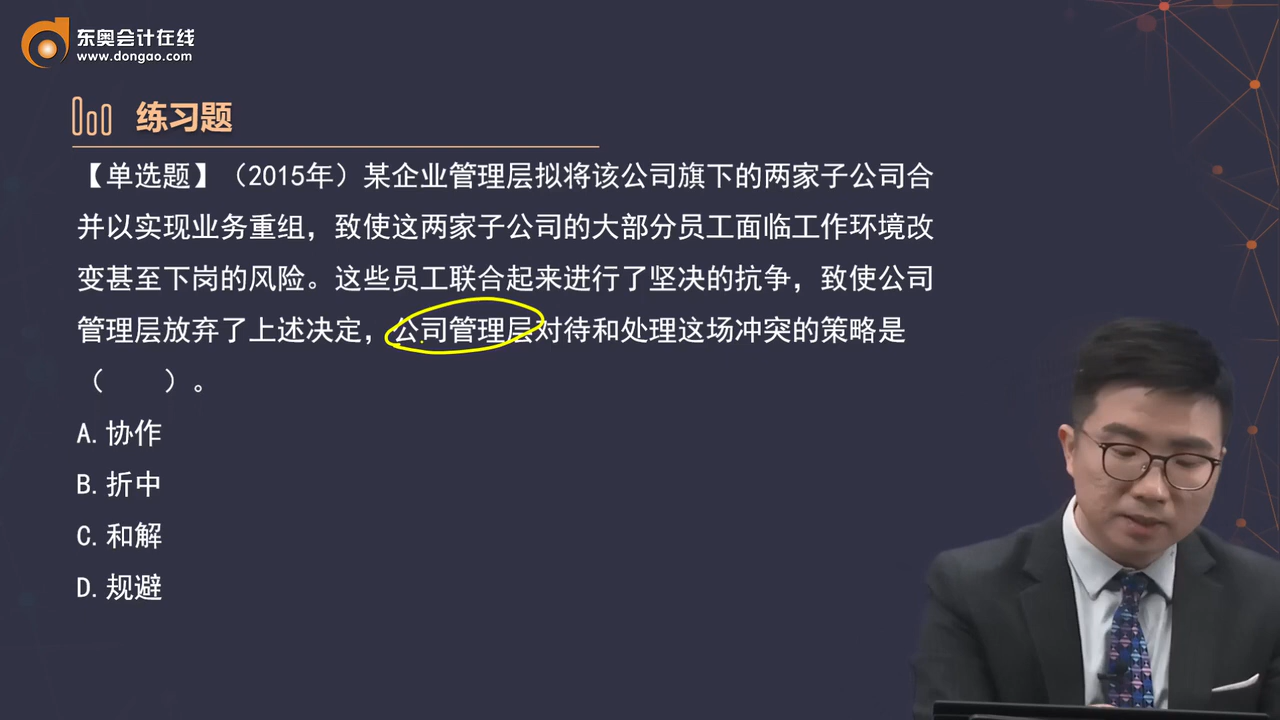 东奥会计在线
www.dongao.com
练习题
【单选题】（2015年）某企业管理层拟将该公司旗下的两家子公司合
并以实现业务重组，致使这两家子公司的大部分员工面临工作环境改
变甚至下岗的风险。这些员工联合起来进行了坚决的抗争，致使公司
管理层放弃了上述决定，公司管理层对待和处理这场冲突的策略是
（　　）。
A.协作
B.折中
C.和解
D.规避